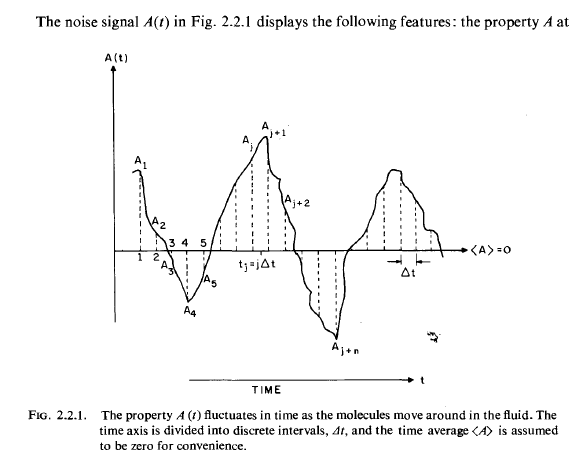 The noise signal A(t) in Fig. 2.2.1 displays the following features: the property A at
A(t)
A1
A2
A3
A4
A5
Aj
Aj+1
Aj+2
Aj+n
1 2 3 4 5
tj=jΔt
Δt
<A>=0
t
TIME
FIG. 2.2.1. The property A (t) fluctuates in time as the molecules move around in the fluid. The
time axis is divided into discrete intervals, Δt, and the time average <A> is assumed
to be zero for convenience.